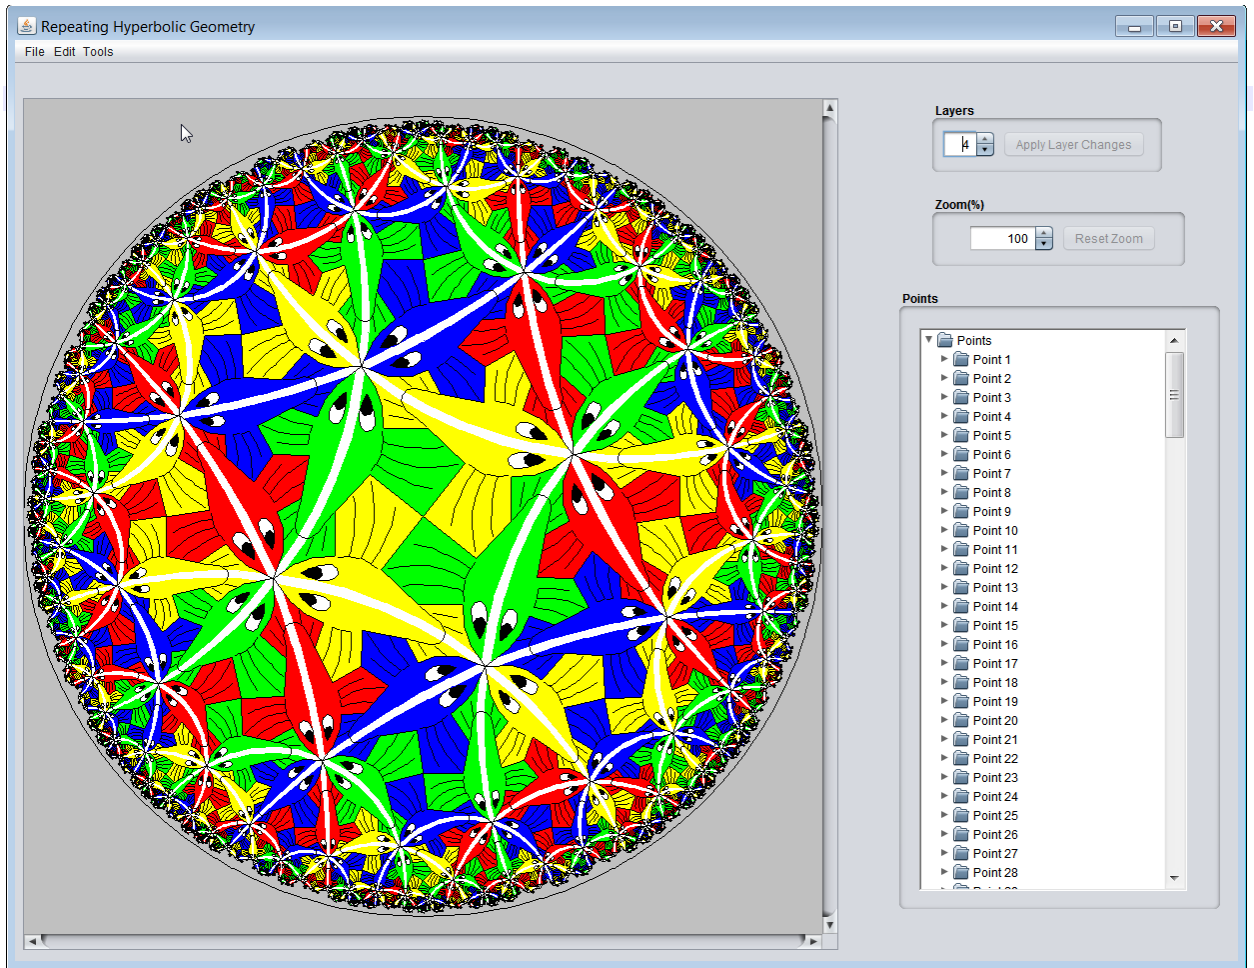 Repeating Hyperbolic Geometry
File Edit Tools
Layers
4 Apply Layer Changes
Zoom(%)
100 Reset Zoom
Points
Points
Point 1
Point 2
Point 3
Point 4
Point 5
Point 6
Point 7
Point 8
Point 9
Point 10
Point 11
Point 12
Point 13
Point 14
Point 15
Point 16
Point 17
Point 18
Point 19
Point 20
Point 21
Point 22
Point 23
Point 24
Point 25
Point 26
Point 27
Point 28